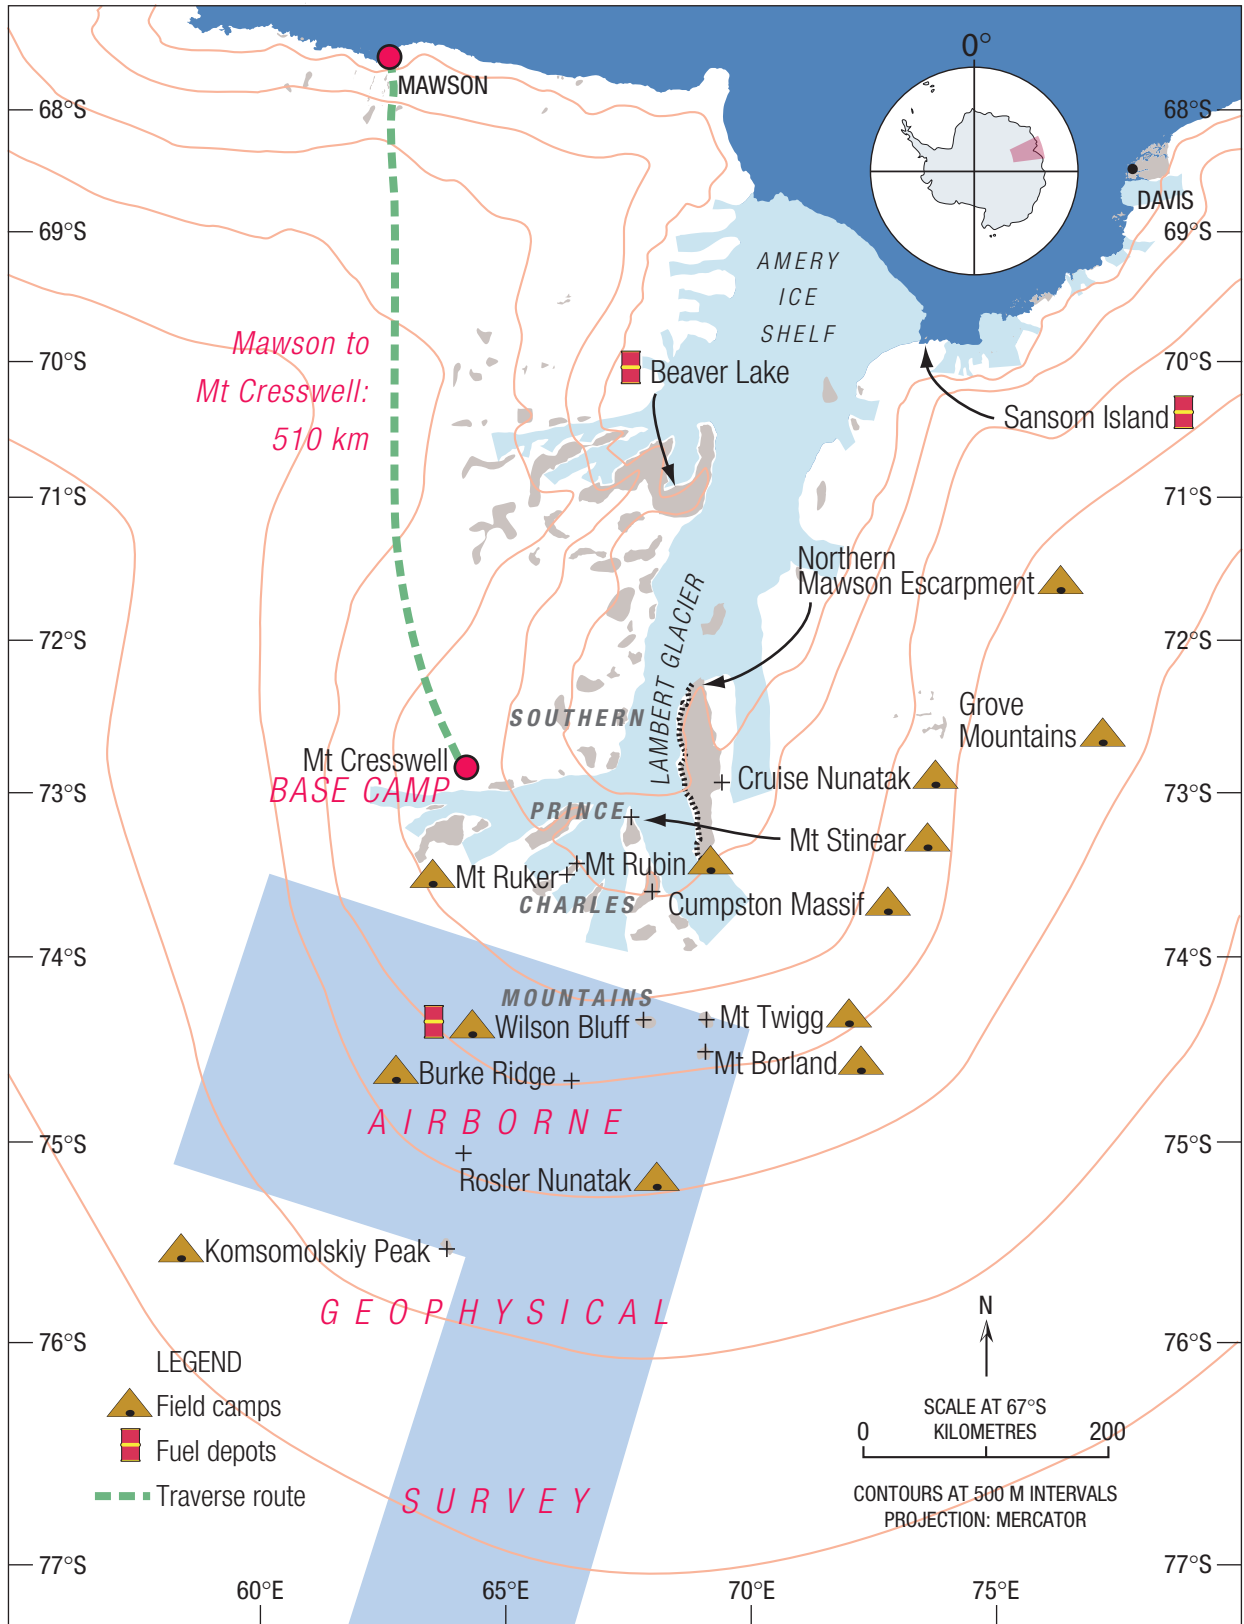 0°
MAWSON
68°S
68°S
DAVIS
69°S
69°S
AMERY
ICE
SHELF
Mawson to
Mt Cresswell:
510 km
70°S
70°S
Beaver Lake
Sansom Island
71°S
71°S
Northern
Mawson Escarpment
LAMBERT GLACIER
72°S
72°S
SOUTHERN
Grove
Mountains
Mt Cresswell
BASE CAMP
Cruise Nunatak
73°S
73°S
PRINCE
Mt Stinear
Mt Rubin
Mt Ruker
CHARLES
Cumpston Massif
74°S
74°S
MOUNTAINS
Wilson Bluff
Mt Twigg
Mt Borland
Burke Ridge
AIRBORNE
75°S
75°S
Rosler Nunatak
Komsomolskiy Peak
GEOPHYSICAL
N
76°S
76°S
LEGEND
Field camps
Fuel depots
Traverse route
SCALE AT 67°S
KILOMETRES
0 200
CONTOURS AT 500 M INTERVALS
PROJECTION: MERCATOR
SURVEY
77°S
77°S
60°E 65°E 70°E 75°E